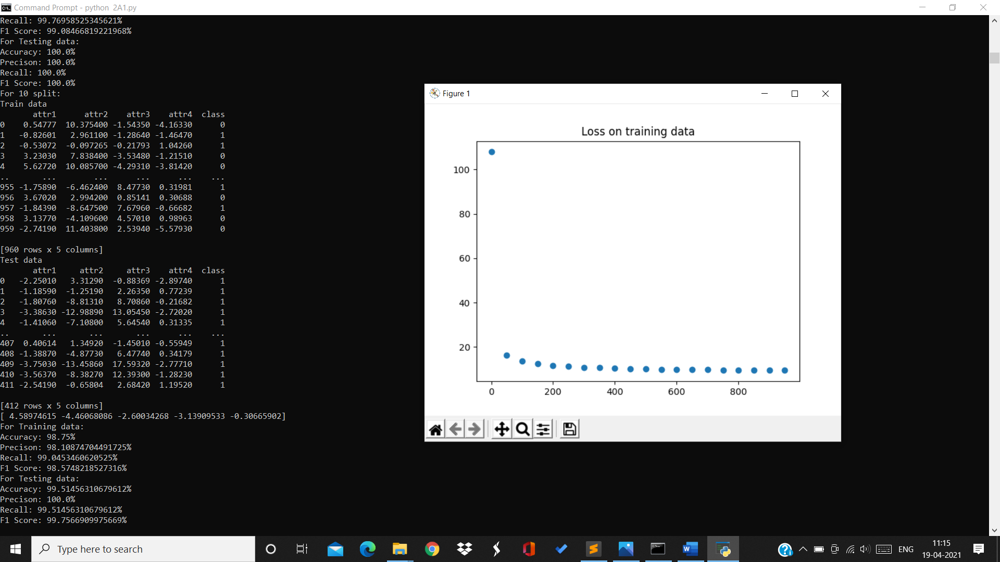 Command Prompt - python  2A1.py
Recall: 99.76958525345621%
F1 Score: 99.08466819221968%
For Testing data:
Accuracy: 100.0%
Precison: 100.0%
Recall: 100.0%
F1 Score: 100.0%
For 10 split:
Train data
attr1 attr2 attr3 attr4 class
0 0.54777 10.375400 -1.54350 -4.16330 0
1 -0.82601 2.961100 -1.28640 -1.46470 1
2 -0.53072 -0.097265 -0.21793 1.04260 1
3 3.23030 7.838400 -3.53480 -1.21510 0
4 5.62720 10.085700 -4.29310 -3.81420 0
.. ... ... ... ... ...
955 -1.75890 -6.462400 8.47730 0.31981 1
956 3.67020 2.994200 0.85141 0.30688 0
957 -1.84390 -8.647500 7.67960 -0.66682 1
958 3.13770 -4.109600 4.57010 0.98963 0
959 -2.74190 11.403800 2.53940 -5.57930 0
[960 rows x 5 columns]
Test data
attr1 attr2 attr3 attr4 class
0 -2.25010 3.31290 -0.88369 -2.89740 1
1 -1.18590 -1.25190 2.26350 0.77239 1
2 -1.80760 -8.81310 8.70860 -0.21682 1
3 -3.38630 -12.98890 13.05450 -2.72020 1
4 -1.41060 -7.10800 5.64540 0.31335 1
.. ... ... ... ... ...
407 0.40614 1.34920 -1.45010 -0.55949 1
408 -1.38870 -4.87730 6.47740 0.34179 1
409 -3.75030 -13.45860 17.59320 -2.77710 1
410 -3.56370 -8.38270 12.39300 -1.28230 1
411 -2.54190 -0.65804 2.68420 1.19520 1
[412 rows x 5 columns]
[ 4.58974615 -4.46068086 -2.60034268 -3.13909533 -0.30665902]
For Training data:
Accuracy: 98.75%
Precison: 98.10874704491725%
Recall: 99.0453460620525%
F1 Score: 98.5748218527316%
For Testing data:
Accuracy: 99.51456310679612%
Precison: 100.0%
Recall: 99.51456310679612%
F1 Score: 99.7566909975669%
Figure 1
Loss on training data
100
80
60
40
20
0 200 400 600 800
Type here to search
ENG
11:15
19-04-2021